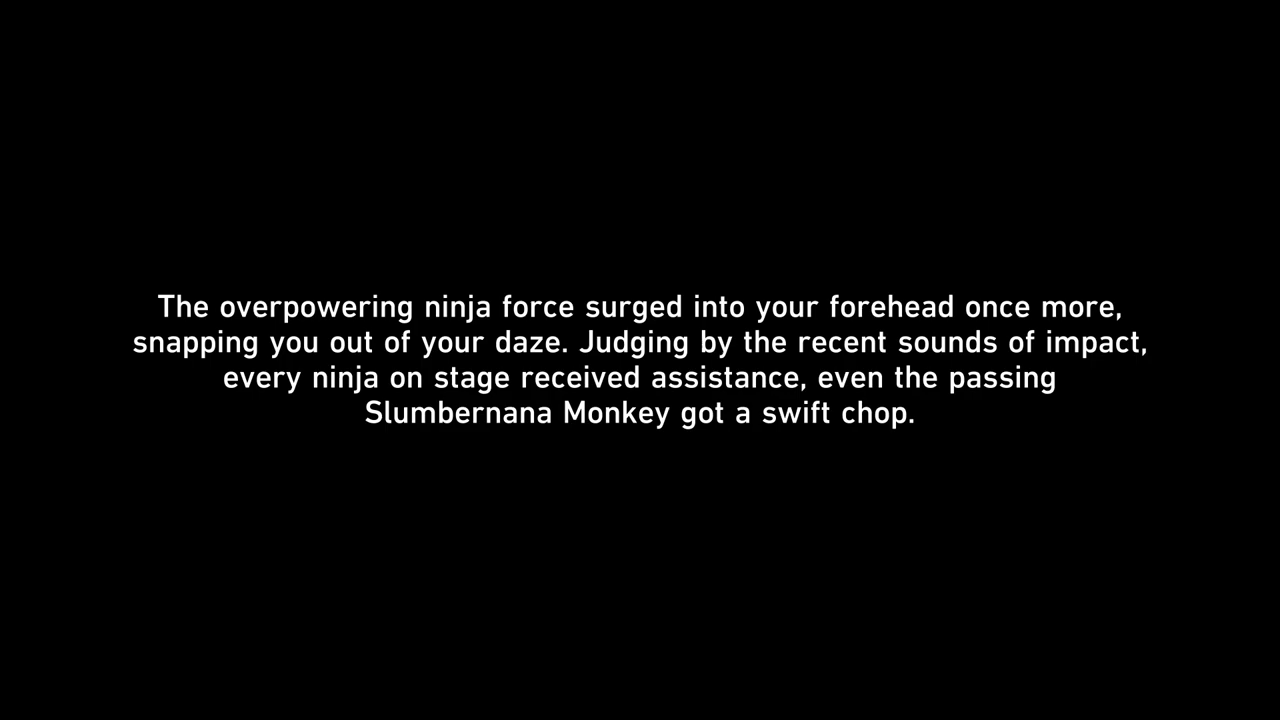 The overpowering ninja force surged into your forehead once more,
snapping you out of your daze. Judging by the recent sounds of impact,
every ninja on stage received assistance, even the passing
Slumbernana Monkey got a swift chop.